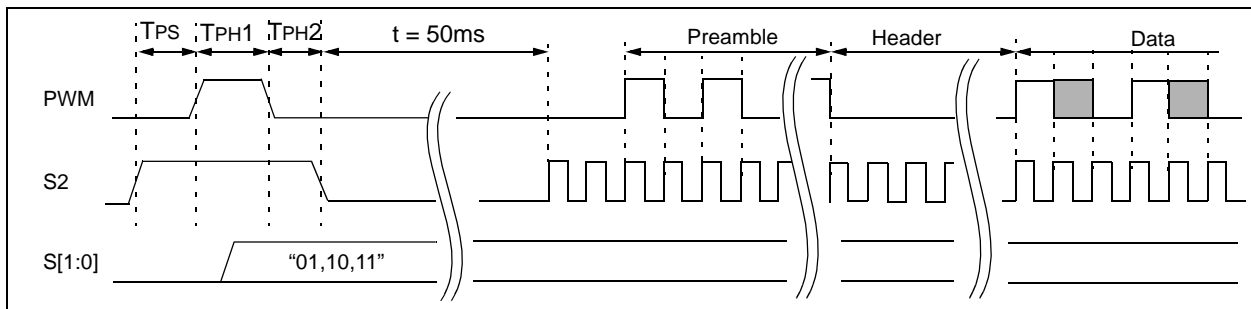 TPS TPH1 TPH2 t = 50ms Preamble Header Data
PWM
S2
S[1:0] “01,10,11”